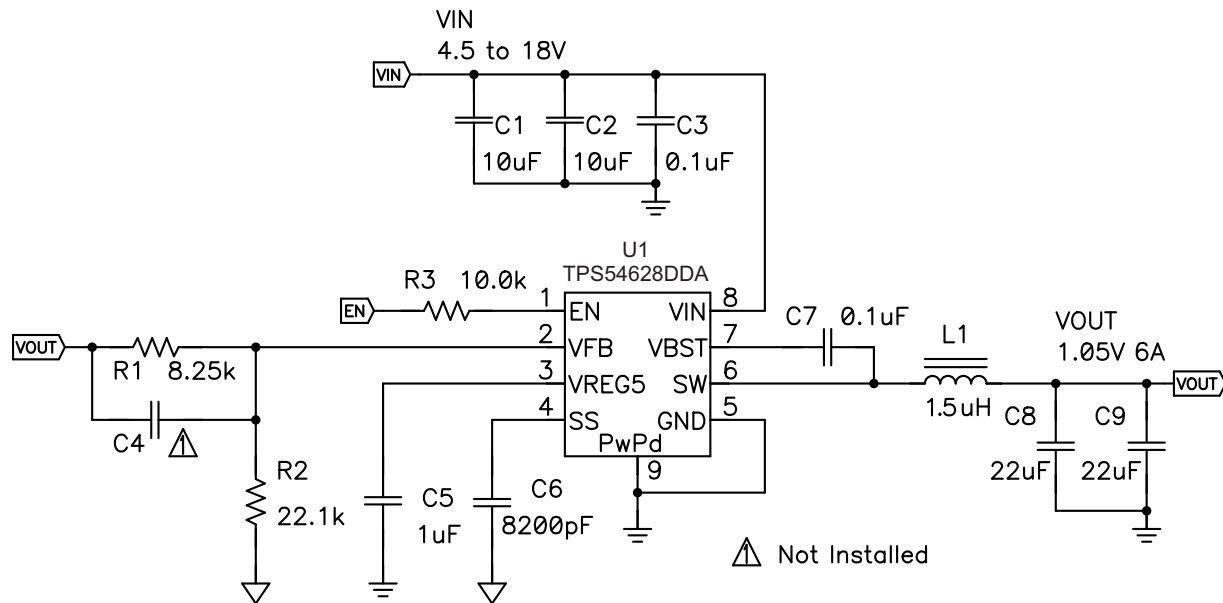 VIN
4.5 to 18V
VIN
C1
C2
C3
10uF
10uF
0.1uF
U1
TPS54628DDA
R3 10.0k
EN
1
EN
VIN
8
C7
0.1uF
VOUT
1.05V 6A
VOUT
R1
8.25k
2
VFB
VBST
7
L1
3
VREG5
SW
6
1.5uH
VOUT
C4
1
4
SS
GND
5
C8
C9
PwPd
9
R2
22.1k
C5
1uF
C6
8200pF
22uF
22uF
1 Not Installed